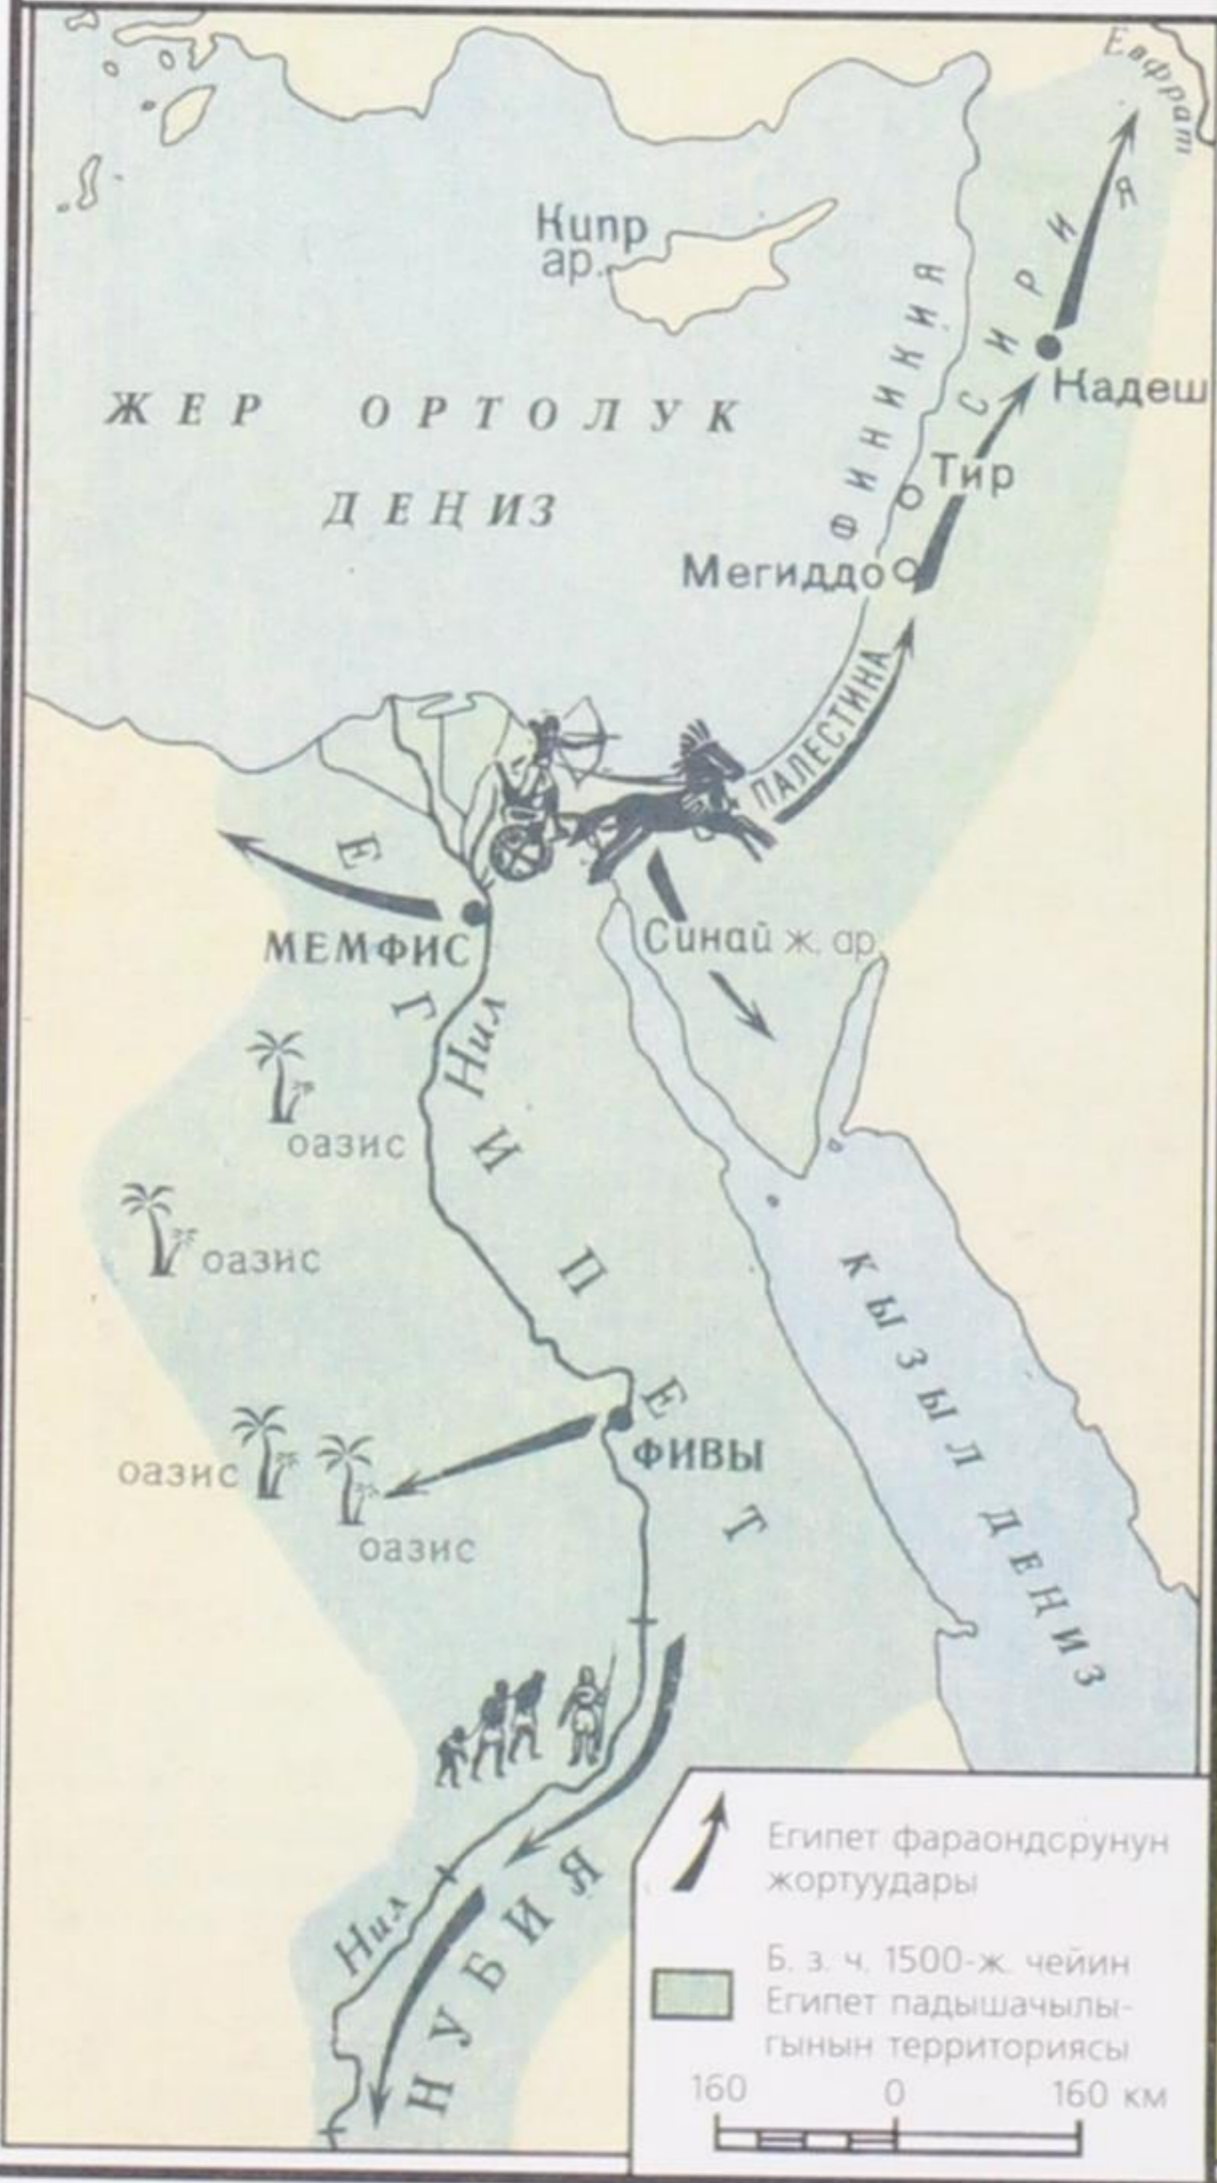 Евфрат
Кипр
ар.
ЖЕР ОРТОЛУК
ДЕҢИЗ
ФИНИКИЯ
СИРИЯ
Кадеш
Тир
Мегиддо
ПАЛЕСТИНА
ЕГИПЕТ
МЕМФИС
Синай ж. ар.
Нил
оазис
оазис
оазис
оазис
ФИВЫ
КЫЗЫЛ ДЕҢИЗ
Нил
НУБИЯ
Египет фараондорунун
жортуудары
Б. з. ч. 1500-ж. чейин
Египет падышачылы-
гынын территориясы
160 0 160 км